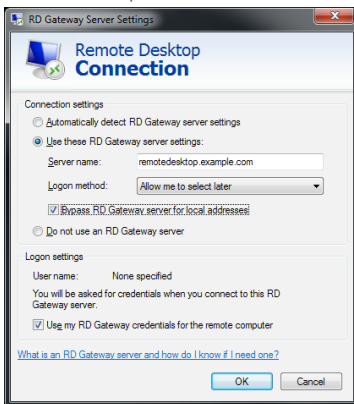 RD Gateway Server Settings
Remote Desktop
Connection
Connection settings
Automatically detect RD Gateway server settings
Use these RD Gateway server settings:
Server name: remotedesktop.example.com
Logon method: Allow me to select later
Bypass RD Gateway server for local addresses
Do not use an RD Gateway server
Logon settings
User name: None specified
You will be asked for credentials when you connect to this RD
Gateway server.
Use my RD Gateway credentials for the remote computer
What is an RD Gateway server and how do I know if I need one?
OK Cancel